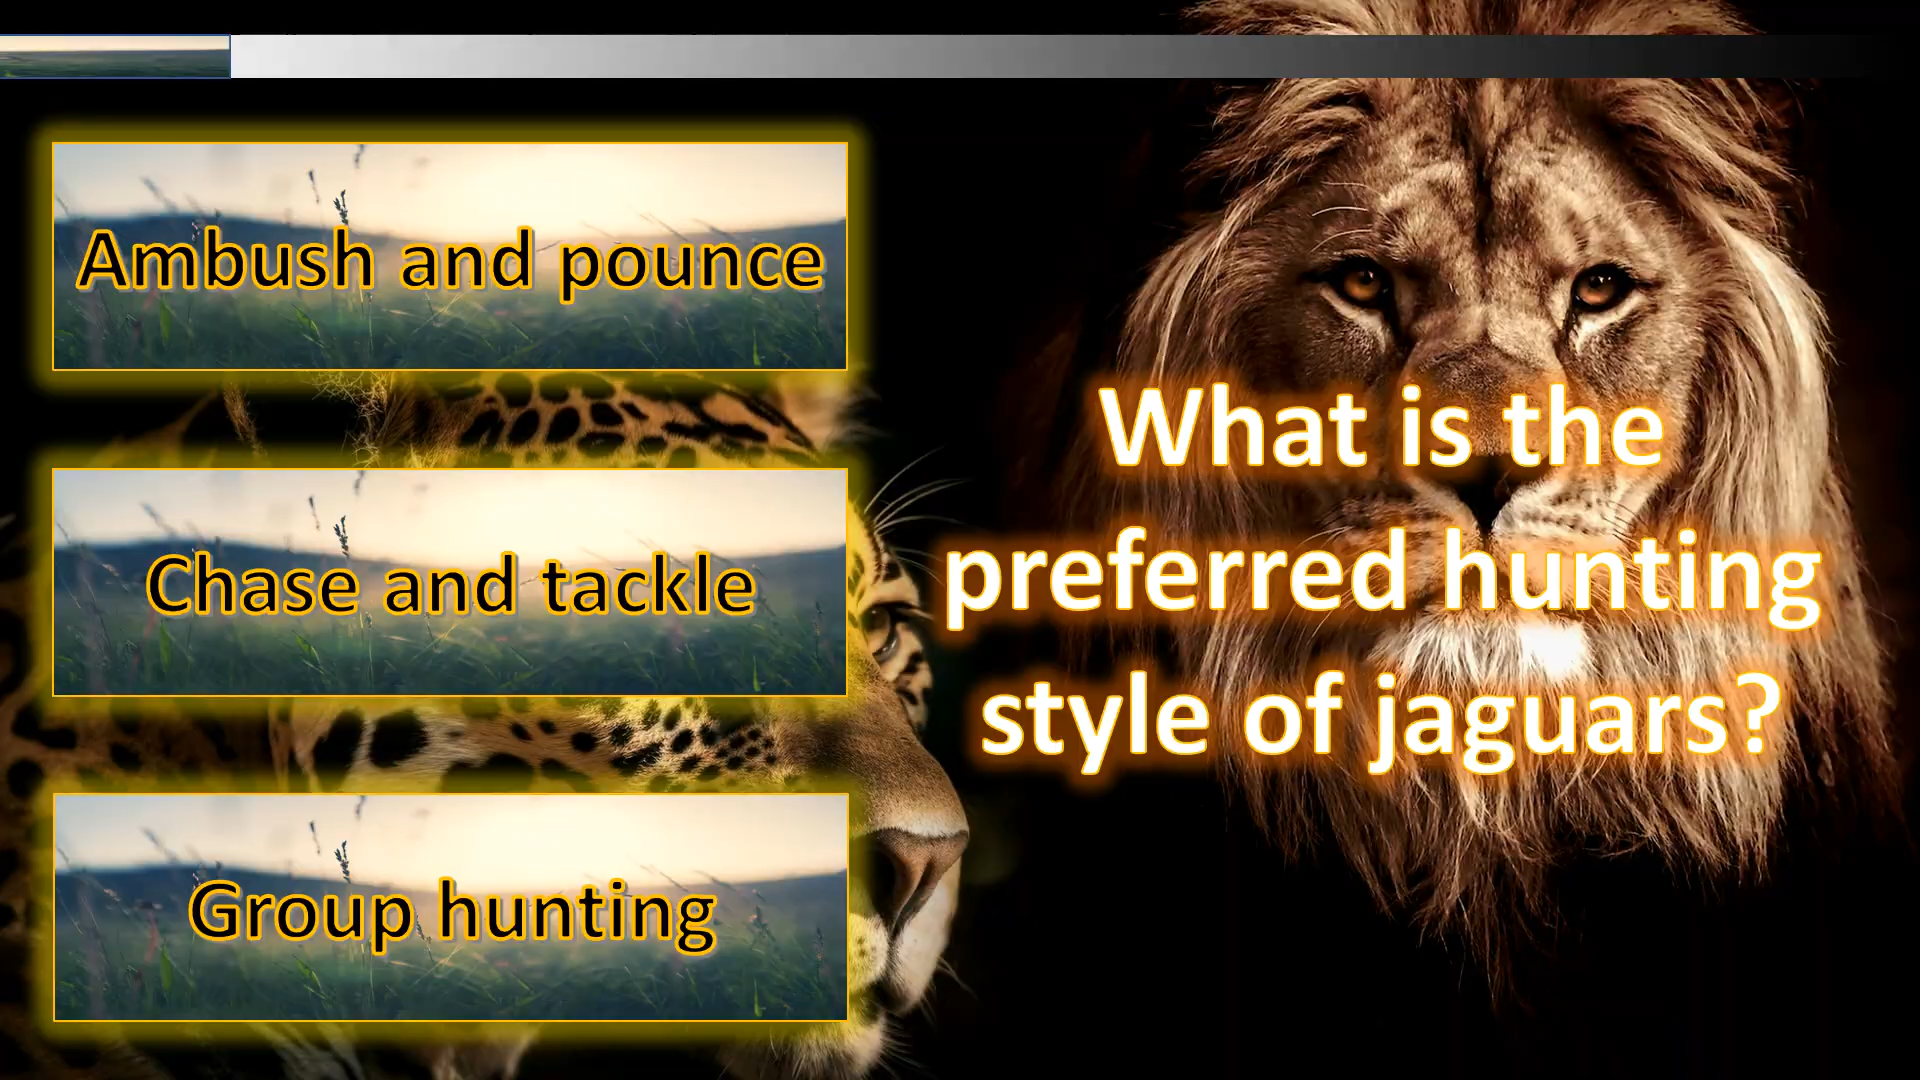 Ambush and pounce
Chase and tackle
Group hunting
What is the
preferred hunting
style of jaguars?